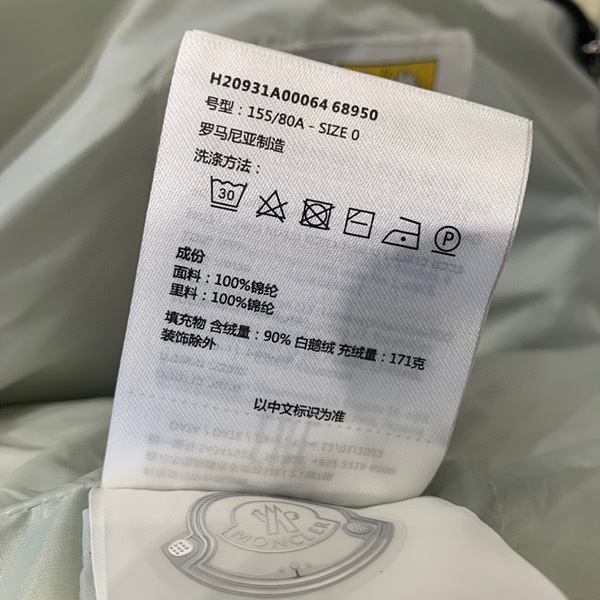 H20931A00064 68950
号型：155/80A - SIZE 0
罗马尼亚制造
洗涤方法：
30
P
成份
面料：100%锦纶
里料：100%锦纶
填充物 含绒量：90% 白鹅绒 充绒量：171克
装饰除外
以中文标识为准
MONCLER